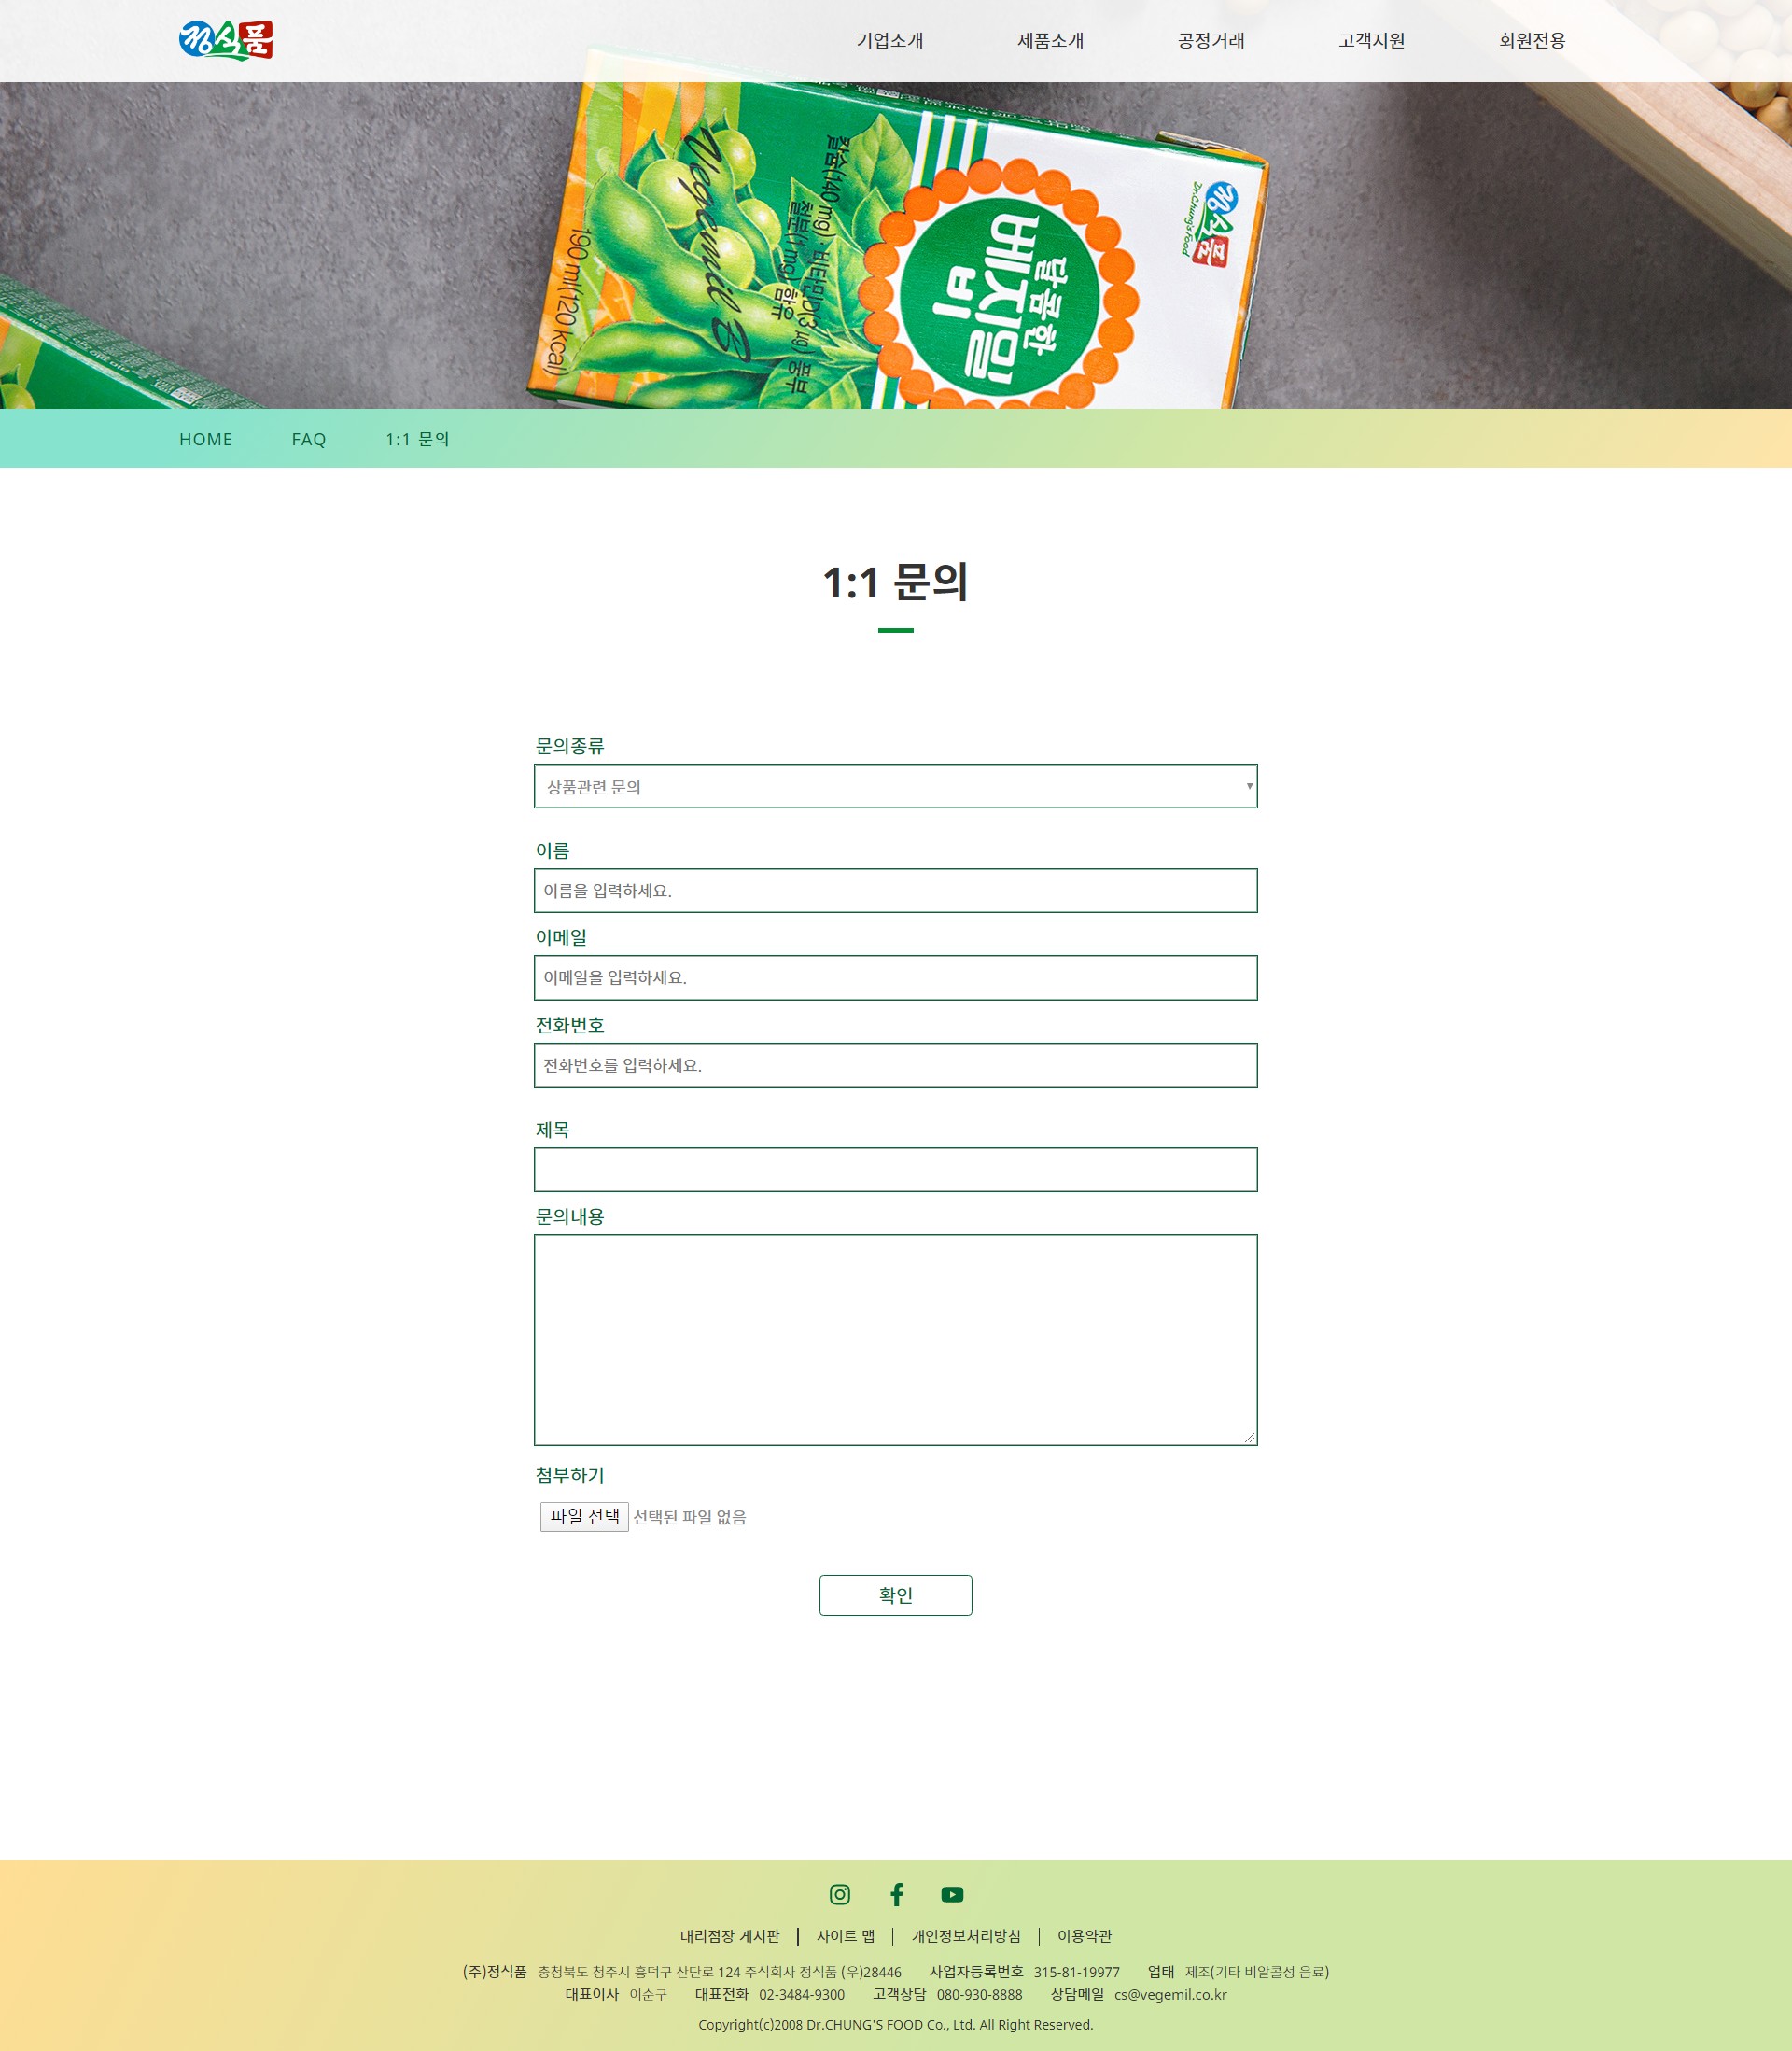 정식품
기업소개 제품소개 공정거래 고객지원 회원전용
달콤한
베지밀
비
정식품
Dr.Chung'sFood
칼슘(140 mg) · 비타민D(3 μg) 풍부
철분(1 mg) 함유
Vegemil B
190 ml(120 kcal)
HOME FAQ 1:1 문의
1:1 문의
문의종류
상품관련 문의
이름
이름을 입력하세요.
이메일
이메일을 입력하세요.
전화번호
전화번호를 입력하세요.
제목
문의내용
첨부하기
파일 선택 선택된 파일 없음
확인
대리점장 게시판 사이트 맵 개인정보처리방침 이용약관
(주)정식품 충청북도 청주시 흥덕구 산단로 124 주식회사 정식품 (우)28446 사업자등록번호 315-81-19977 업태 제조(기타 비알콜성 음료)
대표이사 이순구 대표전화 02-3484-9300 고객상담 080-930-8888 상담메일 cs@vegemil.co.kr
Copyright(c)2008 Dr.CHUNG'S FOOD Co., Ltd. All Right Reserved.